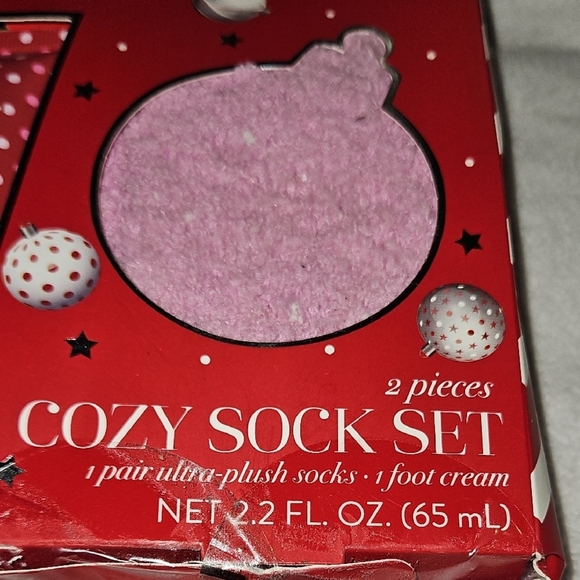 2 pieces
COZY SOCK SET
1 pair ultra-plush socks · 1 foot cream
NET 2.2 FL. OZ. (65 mL)